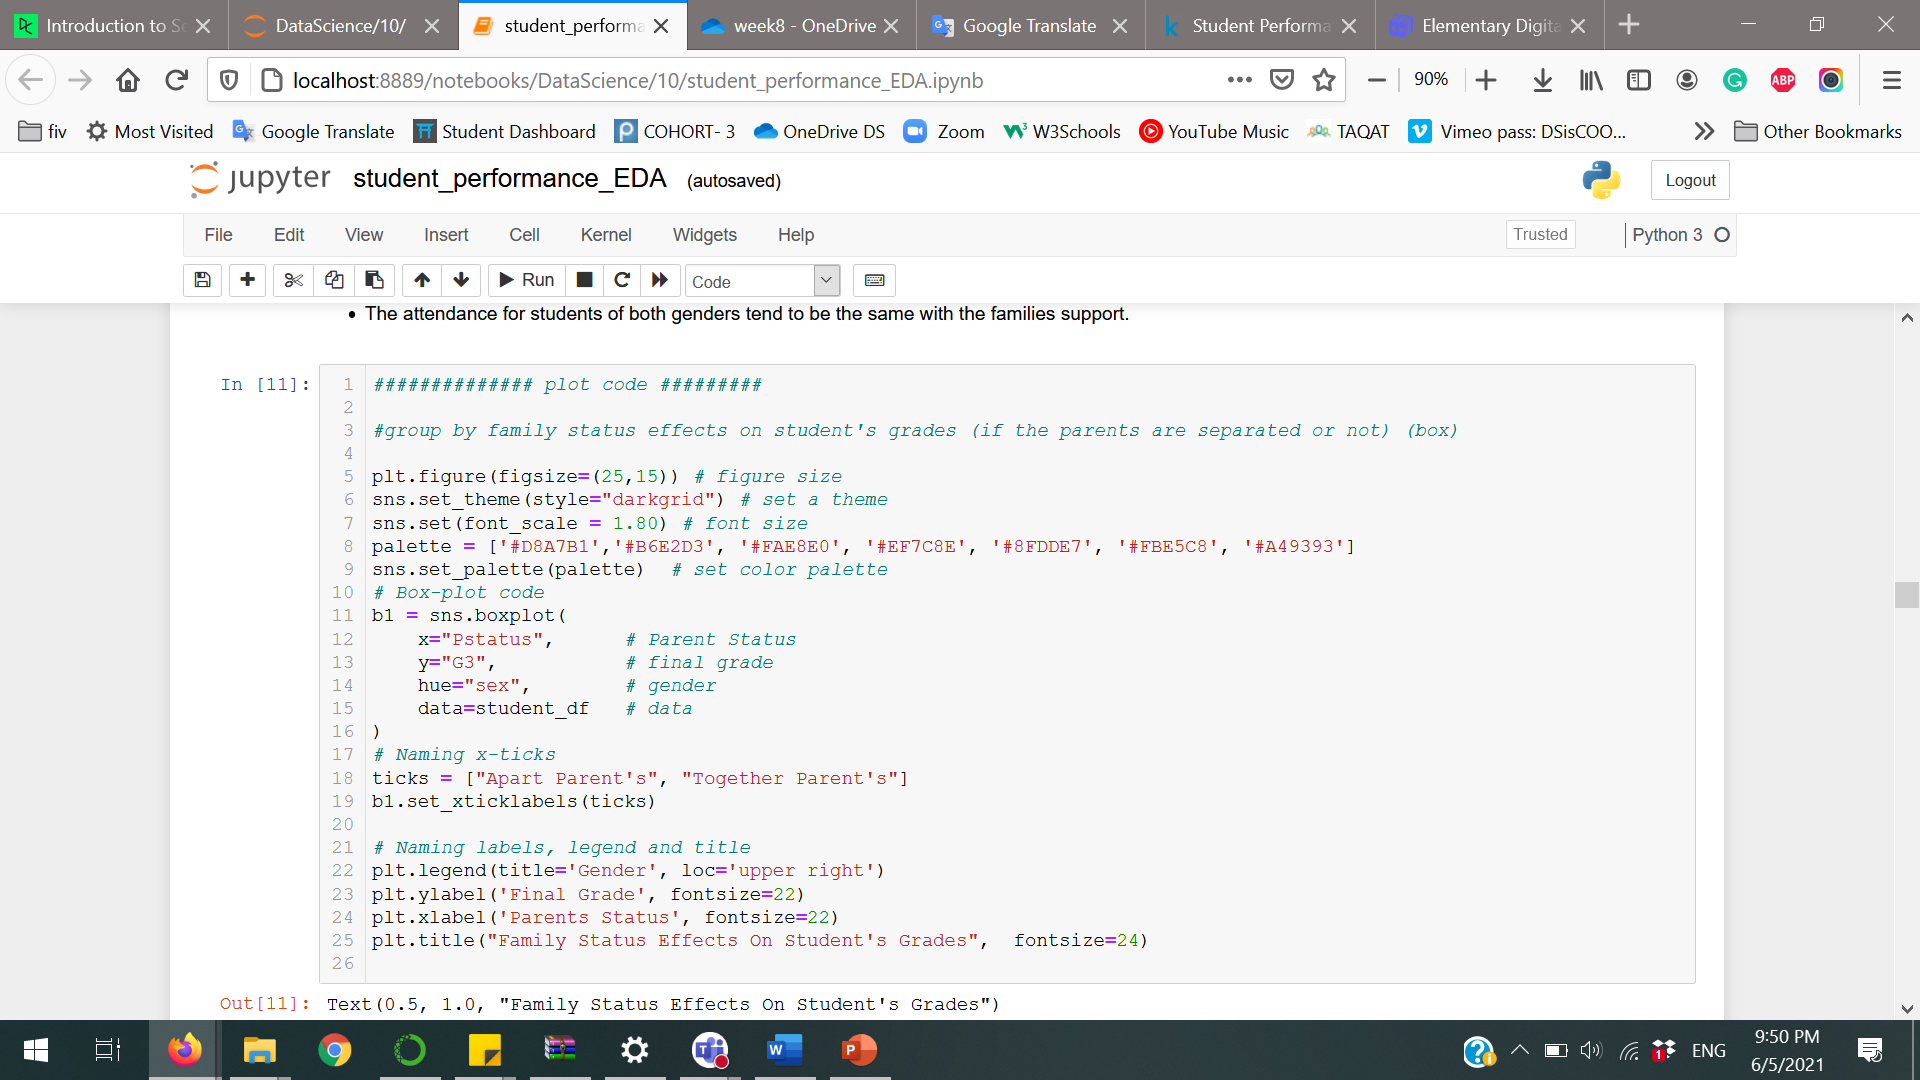 Introduction to Se
DataScience/10/
student_performa
week8 - OneDrive
Google Translate
Student Performa
Elementary Digita
localhost:8889/notebooks/DataScience/10/student_performance_EDA.ipynb
90%
fiv
Most Visited
Google Translate
Student Dashboard
COHORT- 3
OneDrive DS
Zoom
W3Schools
YouTube Music
TAQAT
Vimeo pass: DSisCOO...
Other Bookmarks
jupyter student_performance_EDA (autosaved)
Logout
File Edit View Insert Cell Kernel Widgets Help
Trusted
Python 3
Run
Code
The attendance for students of both genders tend to be the same with the families support.
In [11]:
1 ############## plot code #########
2
3 #group by family status effects on student's grades (if the parents are separated or not) (box)
4
5 plt.figure(figsize=(25,15)) # figure size
6 sns.set_theme(style="darkgrid") # set a theme
7 sns.set(font_scale = 1.80) # font size
8 palette = ['#D8A7B1','#B6E2D3', '#FAE8E0', '#EF7C8E', '#8FDDE7', '#FBE5C8', '#A49393']
9 sns.set_palette(palette)  # set color palette
10 # Box-plot code
11 b1 = sns.boxplot(
12     x="Pstatus",      # Parent Status
13     y="G3",           # final grade
14     hue="sex",        # gender
15     data=student_df   # data
16 )
17 # Naming x-ticks
18 ticks = ["Apart Parent's", "Together Parent's"]
19 b1.set_xticklabels(ticks)
20
21 # Naming labels, legend and title
22 plt.legend(title='Gender', loc='upper right')
23 plt.ylabel('Final Grade', fontsize=22)
24 plt.xlabel('Parents Status', fontsize=22)
25 plt.title("Family Status Effects On Student's Grades",  fontsize=24)
26
Out[11]: Text(0.5, 1.0, "Family Status Effects On Student's Grades")
ENG
9:50 PM
6/5/2021